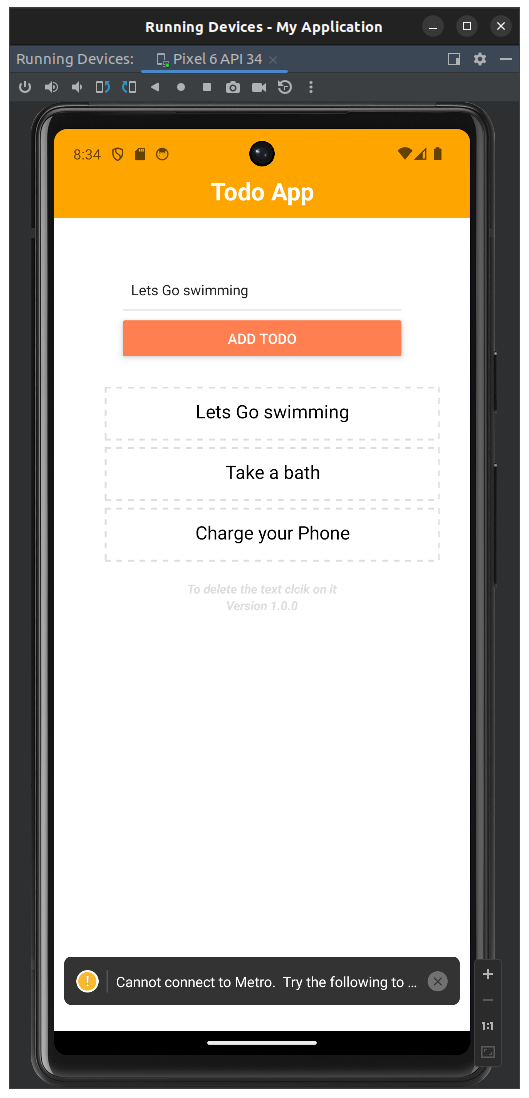 Running Devices - My Application
Running Devices: Pixel 6 API 34
8:34
Todo App
Lets Go swimming
ADD TODO
Lets Go swimming
Take a bath
Charge your Phone
To delete the text clcik on it
Version 1.0.0
Cannot connect to Metro. Try the following to ...
1:1